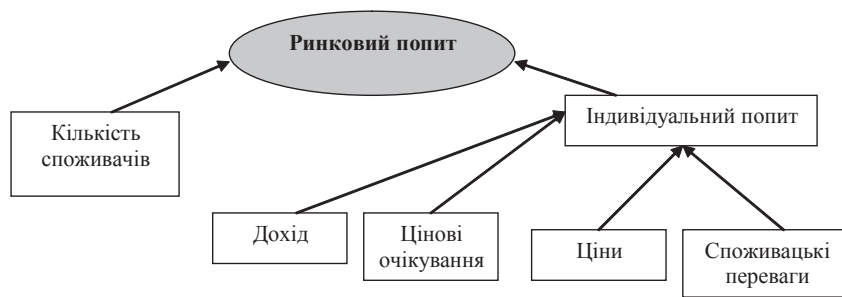 Ринковий попит
Кількість
споживачів
Індивідуальний попит
Дохід
Цінові
очікування
Ціни
Споживацькі
переваги